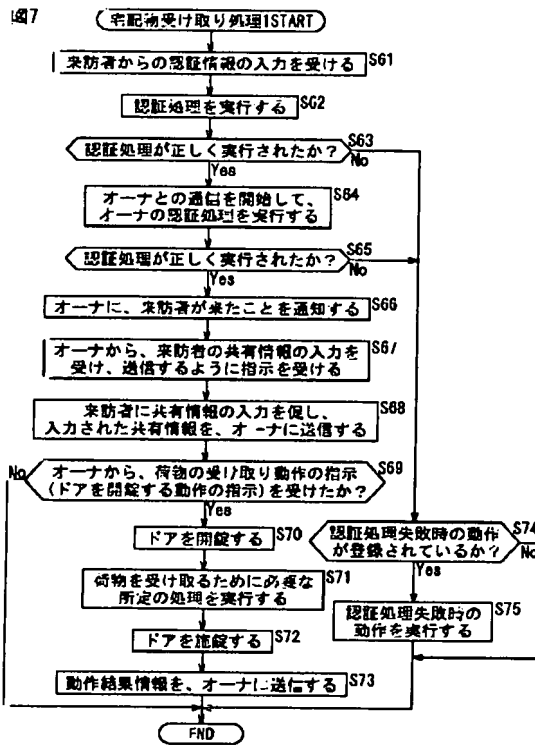 図7
宅配物受け取り処理1START
来訪者からの認証情報の入力を受ける
S61
認証処理を実行する
S62
認証処理が正しく実行されたか?
S63
No
Yes
オーナとの通信を開始して、
オーナの認証処理を実行する
S64
認証処理が正しく実行されたか?
S65
No
Yes
オーナに、来訪者が来たことを通知する
S66
オーナから、来訪者の共有情報の入力を
受け、送信するように指示を受ける
S67
来訪者に共有情報の入力を促し、
入力された共有情報を、オーナに送信する
S68
オーナから、荷物の受け取り動作の指示
(ドアを開錠する動作の指示)を受けたか?
S69
No
Yes
ドアを開錠する
S70
荷物を受け取るために必要な
所定の処理を実行する
S71
ドアを施錠する
S72
動作結果情報を、オーナに送信する
S73
認証処理失敗時の動作
が登録されているか?
S74
No
Yes
認証処理失敗時の
動作を実行する
S75
END